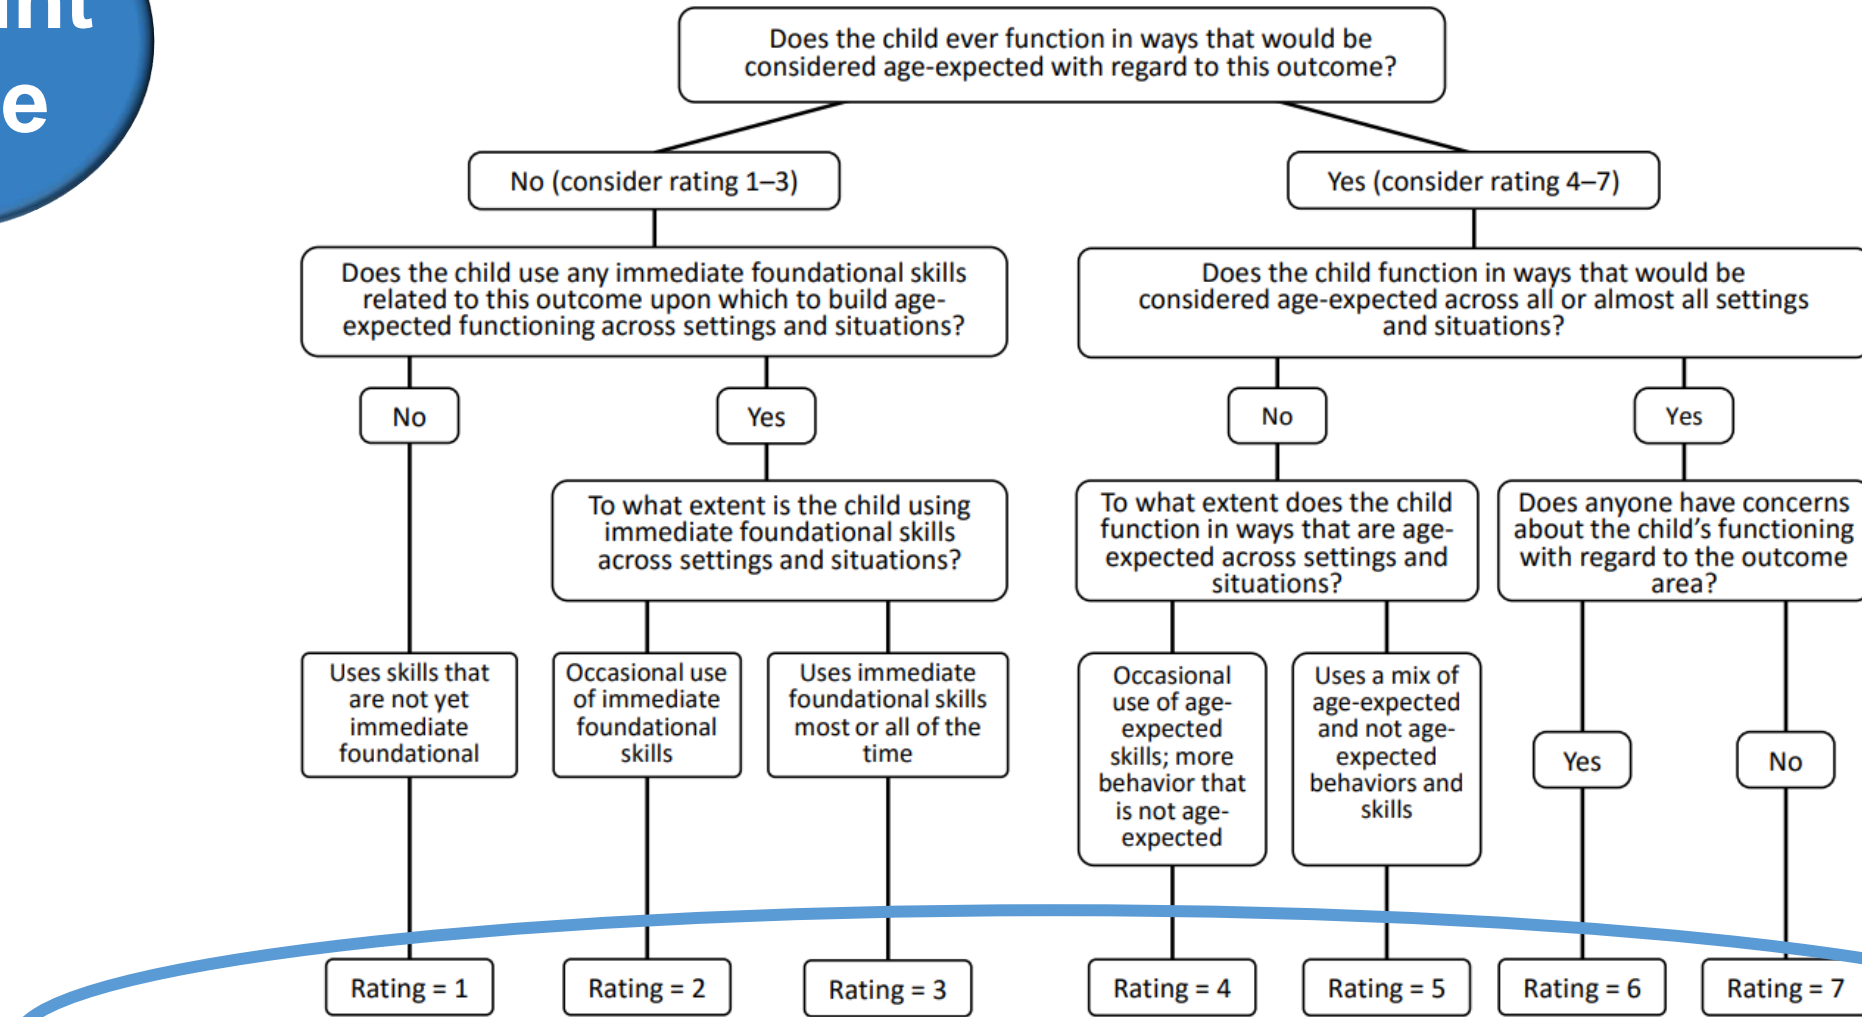 e
Does the child ever function in ways that would be
considered age-expected with regard to this outcome?
No (consider rating 1–3)
Yes (consider rating 4–7)
Does the child use any immediate foundational skills
related to this outcome upon which to build age-
expected functioning across settings and situations?
Does the child function in ways that would be
considered age-expected across all or almost all settings
and situations?
No
Yes
No
Yes
To what extent is the child using
immediate foundational skills
across settings and situations?
To what extent does the child
function in ways that are age-
expected across settings and
situations?
Does anyone have concerns
about the child’s functioning
with regard to the outcome
area?
Uses skills that
are not yet
immediate
foundational
Occasional use
of immediate
foundational
skills
Uses immediate
foundational skills
most or all of the
time
Occasional
use of age-
expected
skills; more
behavior that
is not age-
expected
Uses a mix of
age-expected
and not age-
expected
behaviors and
skills
Yes
No
Rating = 1
Rating = 2
Rating = 3
Rating = 4
Rating = 5
Rating = 6
Rating = 7